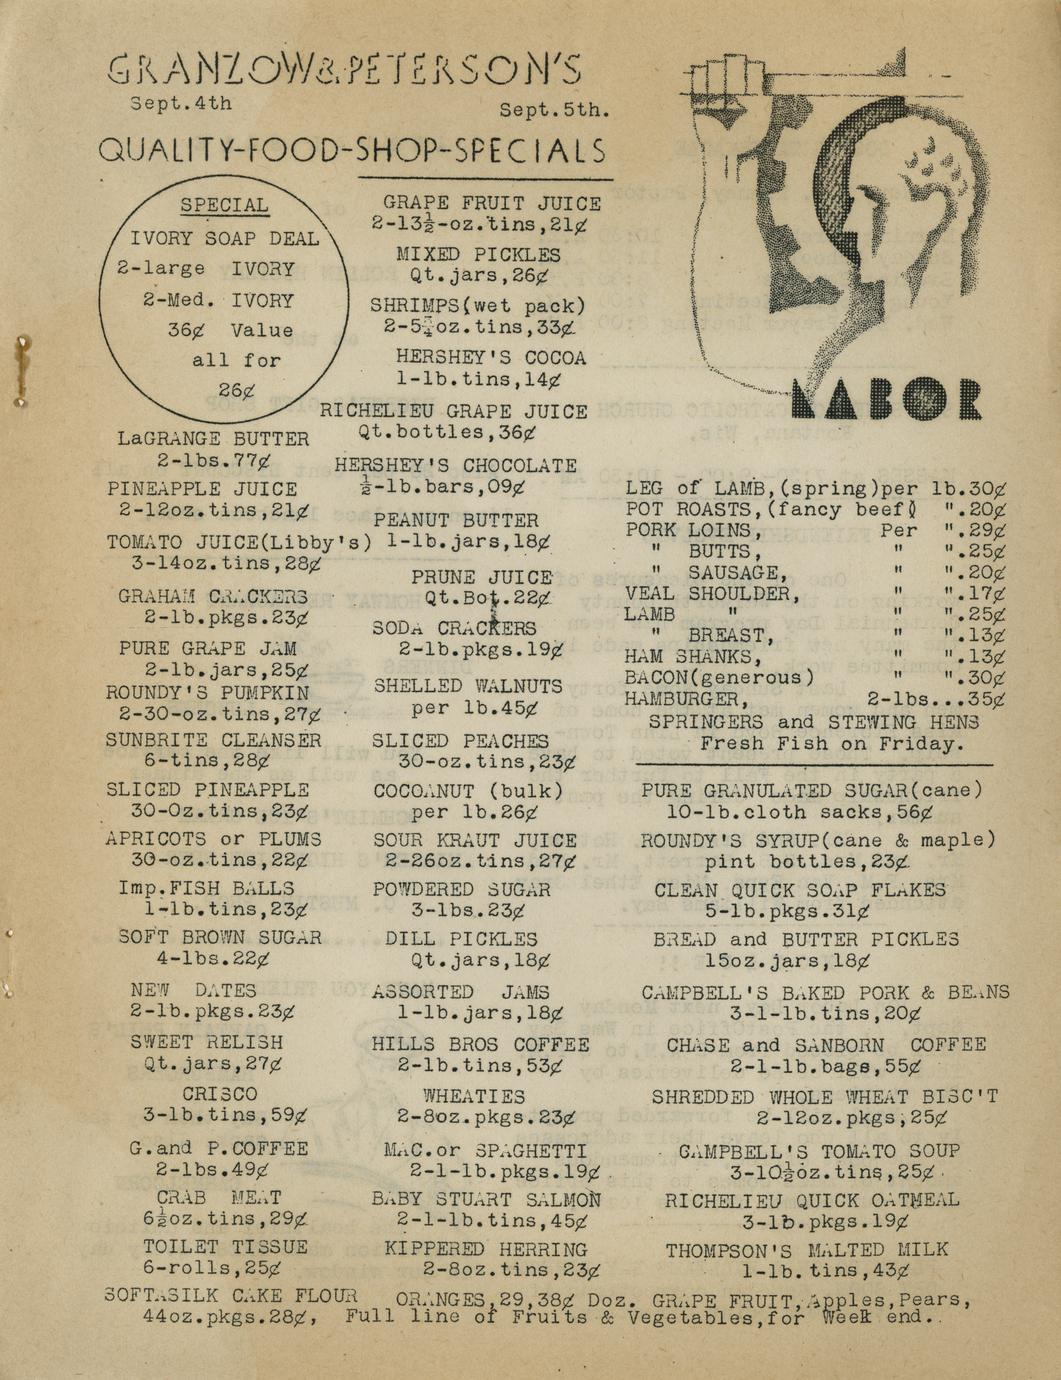 GRANZOW&PETERSON'S
Sept.4th Sept.5th.
QUALITY-FOOD-SHOP-SPECIALS
SPECIAL
IVORY SOAP DEAL
2-large IVORY
2-Med. IVORY
36¢ Value
all for
26¢
LaGRANGE BUTTER
2-lbs.77¢
PINEAPPLE JUICE
2-12oz.tins,21¢
TOMATO JUICE(Libby's)
3-14oz.tins,28¢
GRAHAM CRACKERS
2-lb.pkgs.23¢
PURE GRAPE JAM
2-lb.jars,25¢
ROUNDY'S PUMPKIN
2-30-oz.tins,27¢
SUNBRITE CLEANSER
6-tins,28¢
SLICED PINEAPPLE
30-Oz.tins,23¢
APRICOTS or PLUMS
30-oz.tins,22¢
Imp.FISH BALLS
1-lb.tins,23¢
SOFT BROWN SUGAR
4-lbs.22¢
NEW DATES
2-lb.pkgs.23¢
SWEET RELISH
Qt.jars,27¢
CRISCO
3-lb.tins,59¢
G.and P.COFFEE
2-lbs.49¢
CRAB MEAT
6½oz.tins,29¢
TOILET TISSUE
6-rolls,25¢
SOFTASILK CAKE FLOUR
44oz.pkgs.28¢,
GRAPE FRUIT JUICE
2-13½-oz.tins,21¢
MIXED PICKLES
Qt.jars,26¢
SHRIMPS(wet pack)
oz.tins,33¢
HERSHEY'S COCOA
1-lb.tins,14¢
RICHELIEU GRAPE JUICE
Qt.bottles,36¢
HERSHEY'S CHOCOLATE
½-lb.bars,09¢
PEANUT BUTTER
1-lb.jars,18¢
PRUNE JUICE
Qt.Bot.22¢
SODA CRACKERS
2-lb.pkgs.19¢
SHELLED WALNUTS
per lb.45¢
SLICED PEACHES
30-oz.tins,23¢
COCOANUT (bulk)
per lb.26¢
SOUR KRAUT JUICE
2-26oz.tins,27¢
POWDERED SUGAR
3-lbs.23¢
DILL PICKLES
Qt.jars,18¢
ASSORTED JAMS
1-lb.jars,18¢
HILLS BROS COFFEE
2-lb.tins,53¢
WHEATIES
2-8oz.pkgs.23¢
MAC.or SPAGHETTI
2-1-lb.pkgs.19¢
BABY STUART SALMON
2-1-lb.tins,45¢
KIPPERED HERRING
2-8oz.tins,23¢
LABOR
LEG of LAMB,(spring)per lb.30¢
POT ROASTS,(fancy beef) ".20¢
PORK LOINS, Per ".29¢
" BUTTS, " ".25¢
" SAUSAGE, " ".20¢
VEAL SHOULDER, " ".17¢
LAMB " " ".25¢
" BREAST, " ".13¢
HAM SHANKS, " ".13¢
BACON(generous) " ".30¢
HAMBURGER, 2-lbs...35¢
SPRINGERS and STEWING HENS
Fresh Fish on Friday.
PURE GRANULATED SUGAR(cane)
10-lb.cloth sacks,56¢
ROUNDY'S SYRUP(cane & maple)
pint bottles,23¢
CLEAN QUICK SOAP FLAKES
5-lb.pkgs.31¢
BREAD and BUTTER PICKLES
15oz.jars,18¢
CAMPBELL'S BAKED PORK & BEANS
3-1-lb.tins,20¢
CHASE and SANBORN COFFEE
2-1-lb.bags,55¢
SHREDDED WHOLE WHEAT BISC'T
2-12oz.pkgs,25¢
CAMPBELL'S TOMATO SOUP
3-10½oz.tins,25¢
RICHELIEU QUICK OATMEAL
3-lb.pkgs.19¢
THOMPSON'S MALTED MILK
1-lb.tins,43¢
ORANGES,29,38¢ Doz. GRAPE FRUIT,Apples,Pears,
Full line of Fruits & Vegetables,for Week end..